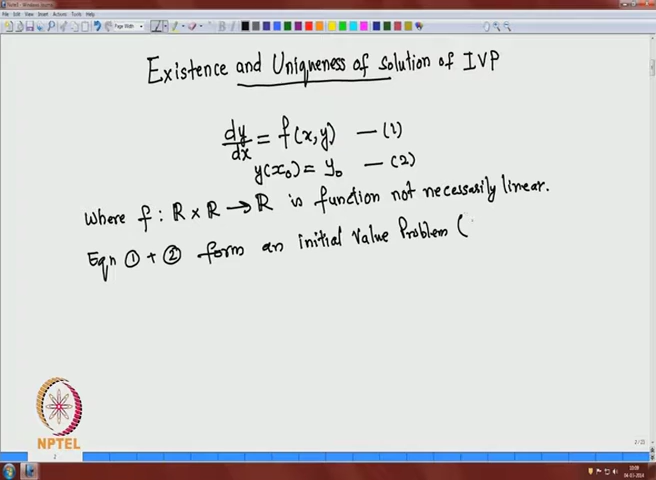 Existence and Uniqueness of solution of IVP
dy/dx = f(x,y) — (1)
y(x₀) = y₀ — (2)
Where f : ℝ × ℝ → ℝ is function not necessarily linear.
Eqn ① + ② form an initial value Problem (
NPTEL